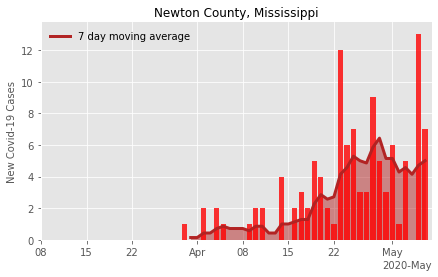 Newton County, Mississippi
7 day moving average
New Covid-19 Cases
12
10
8
6
4
2
0
08 15 22 Apr 08 15 22 May
2020-May